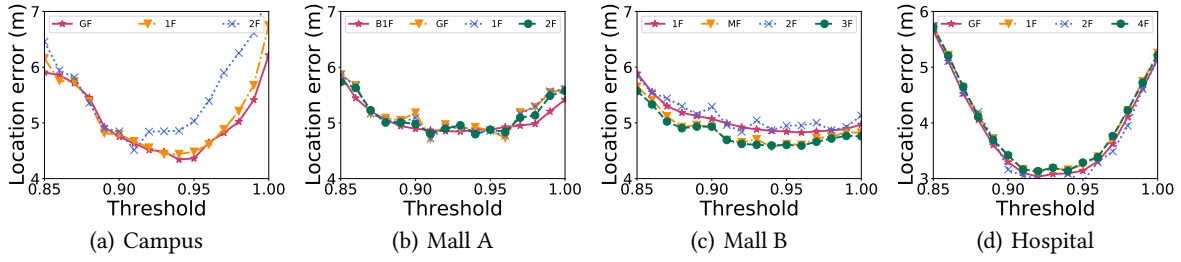 Location error (m)
7
6
5
4
GF 1F 2F
0.85 0.90 0.95 1.00
Threshold
(a) Campus
Location error (m)
7
6
5
4
B1F GF 1F 2F
0.85 0.90 0.95 1.00
Threshold
(b) Mall A
Location error (m)
7
6
5
4
1F MF 2F 3F
0.85 0.90 0.95 1.00
Threshold
(c) Mall B
Location error (m)
6
5
4
3
GF 1F 2F 4F
0.85 0.90 0.95 1.00
Threshold
(d) Hospital